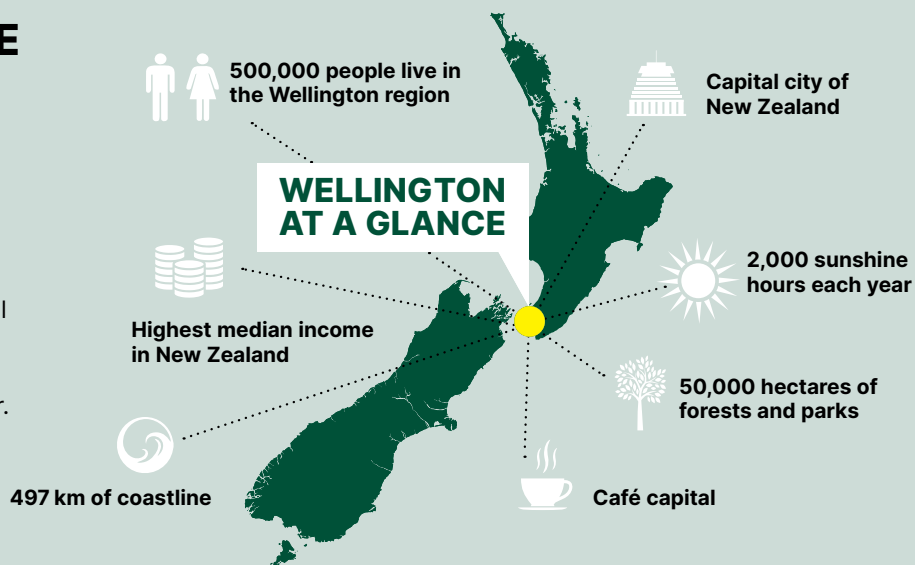 E
500,000 people live in
the Wellington region
Capital city of
New Zealand
WELLINGTON
AT A GLANCE
2,000 sunshine
hours each year
l
Highest median income
in New Zealand
50,000 hectares of
forests and parks
r.
497 km of coastline
Café capital